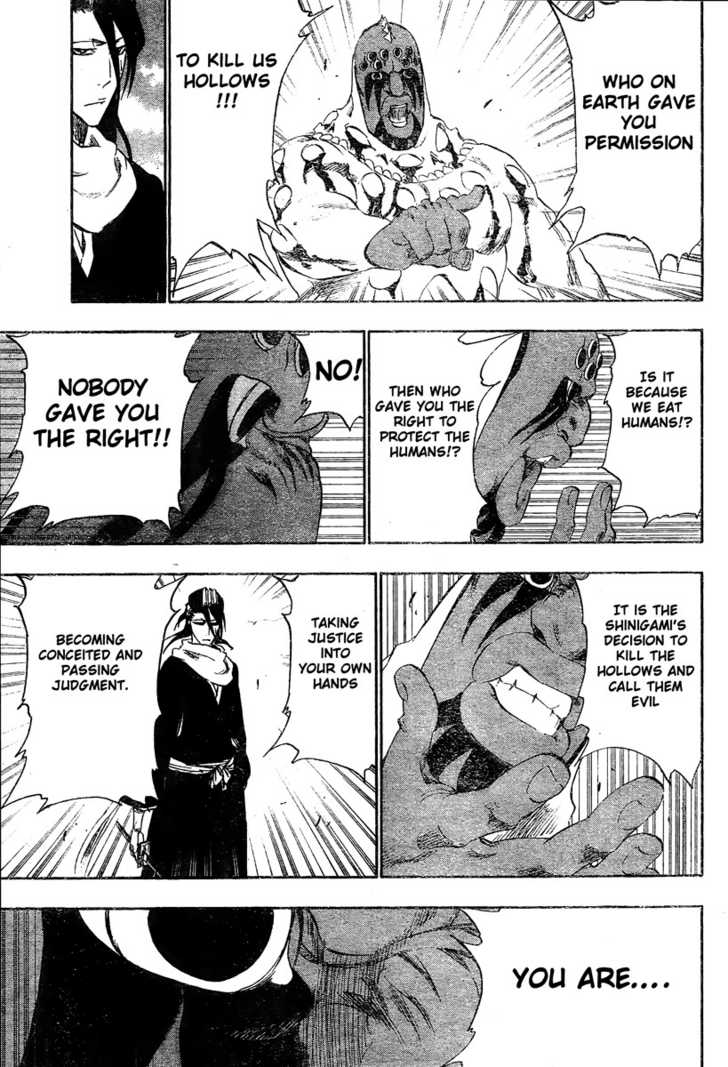 WHO ON
EARTH GAVE
YOU
PERMISSION
TO KILL US
HOLLOWS
!!!
IS IT
BECAUSE
WE EAT
HUMANS!?
THEN WHO
GAVE YOU THE
RIGHT TO
PROTECT THE
HUMANS!?
NO!
NOBODY
GAVE YOU
THE RIGHT!!
IT IS THE
SHINIGAMI'S
DECISION TO
KILL THE
HOLLOWS AND
CALL THEM
EVIL
TAKING
JUSTICE
INTO
YOUR OWN
HANDS
BECOMING
CONCEITED AND
PASSING
JUDGMENT.
YOU ARE....